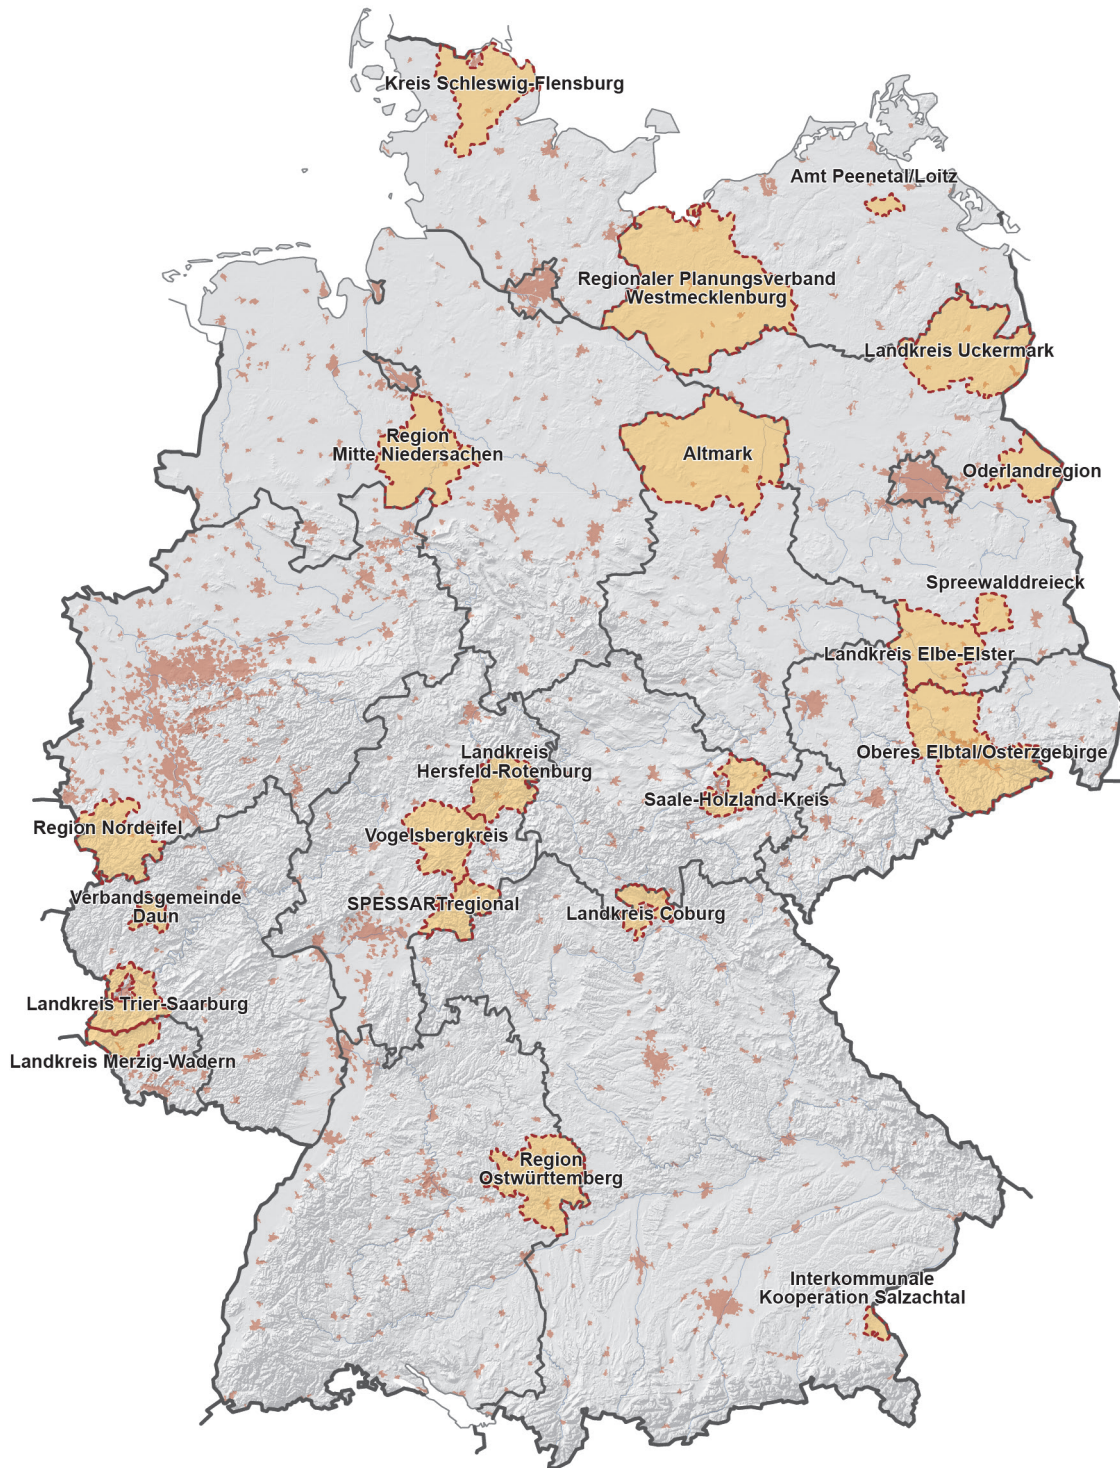 Kreis Schleswig-Flensburg
Amt Peenetal/Loitz
Regionaler Planungsverband
Westmecklenburg
Landkreis Uckermark
Region
Mitte Niedersachen
Altmark
Oderlandregion
Spreewalddreieck
Landkreis Elbe-Elster
Oberes Elbtal/Osterzgebirge
Landkreis
Hersfeld-Rotenburg
Saale-Holzland-Kreis
Region Nordeifel
Vogelsbergkreis
Verbandsgemeinde
Daun
SPESSARTregional
Landkreis Coburg
Landkreis Trier-Saarburg
Landkreis Merzig-Wadern
Region
Ostwürttemberg
Interkommunale
Kooperation Salzachtal